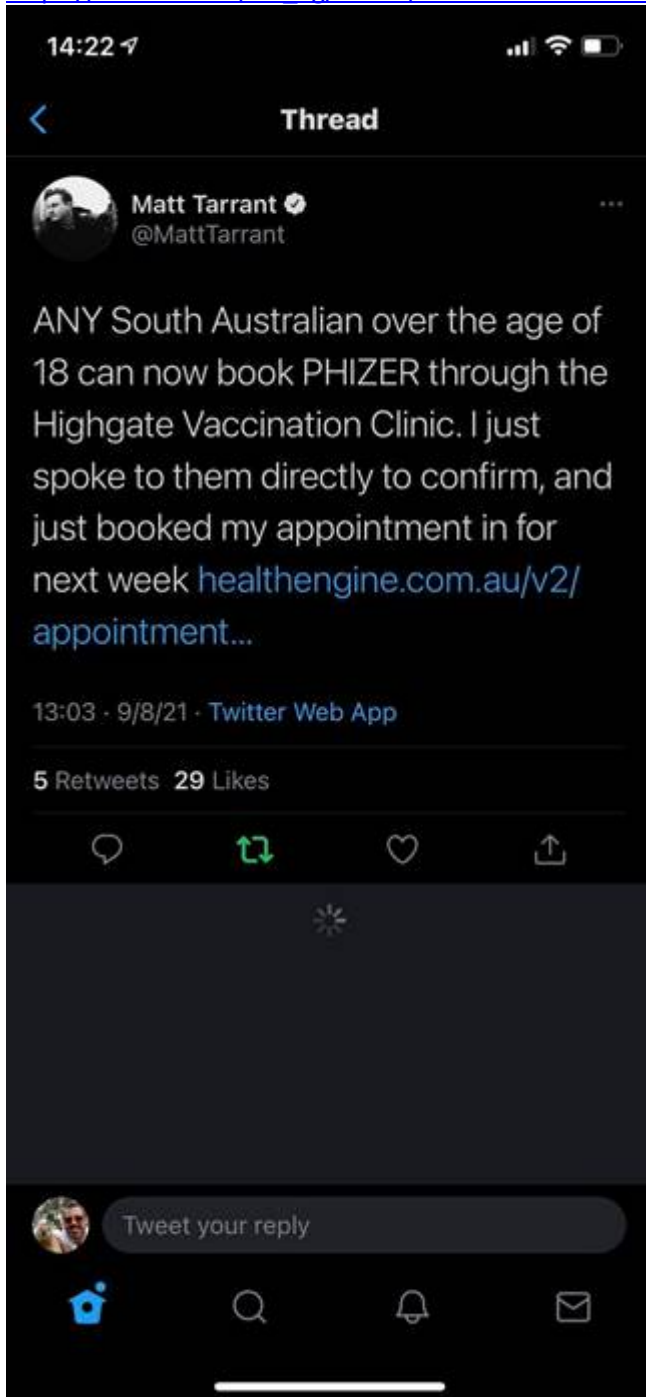 14:22
Thread
Matt Tarrant
@MattTarrant
ANY South Australian over the age of
18 can now book PHIZER through the
Highgate Vaccination Clinic. I just
spoke to them directly to confirm, and
just booked my appointment in for
next week healthengine.com.au/v2/
appointment...
13:03 · 9/8/21 · Twitter Web App
5 Retweets 29 Likes
Tweet your reply